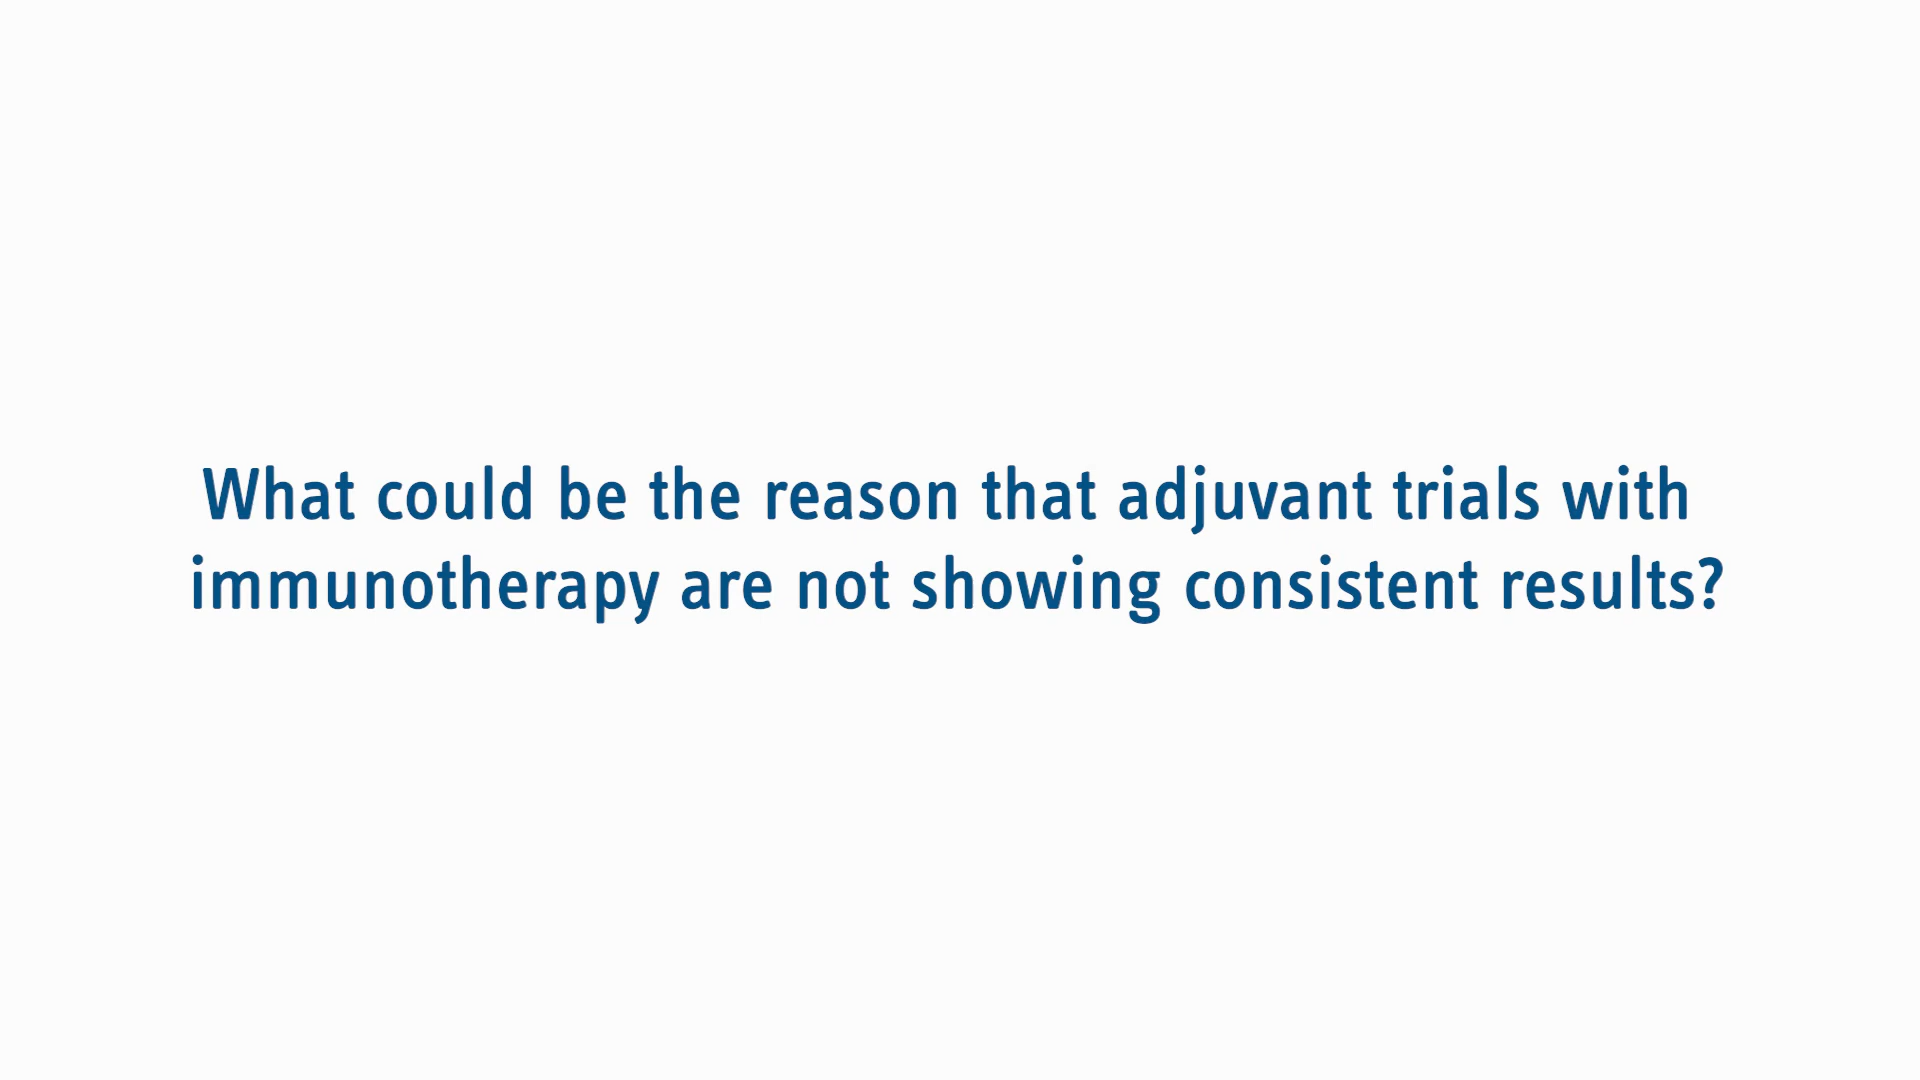 What could be the reason that adjuvant trials with
immunotherapy are not showing consistent results?